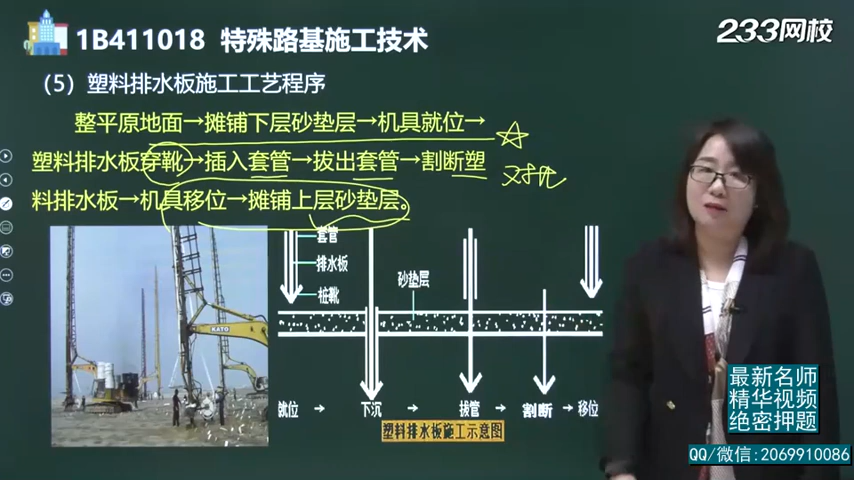 1B411018 特殊路基施工技术
233网校
（5）塑料排水板施工工艺程序
整平原地面→摊铺下层砂垫层→机具就位→
塑料排水板穿靴→插入套管→拔出套管→割断塑
料排水板→机具移位→摊铺上层砂垫层。
套管
排水板
桩靴
砂垫层
KATO
就位 → 下沉 → 拔管 → 割断 → 移位
塑料排水板施工示意图
最新名师
精华视频
绝密押题
QQ/微信:2069910086